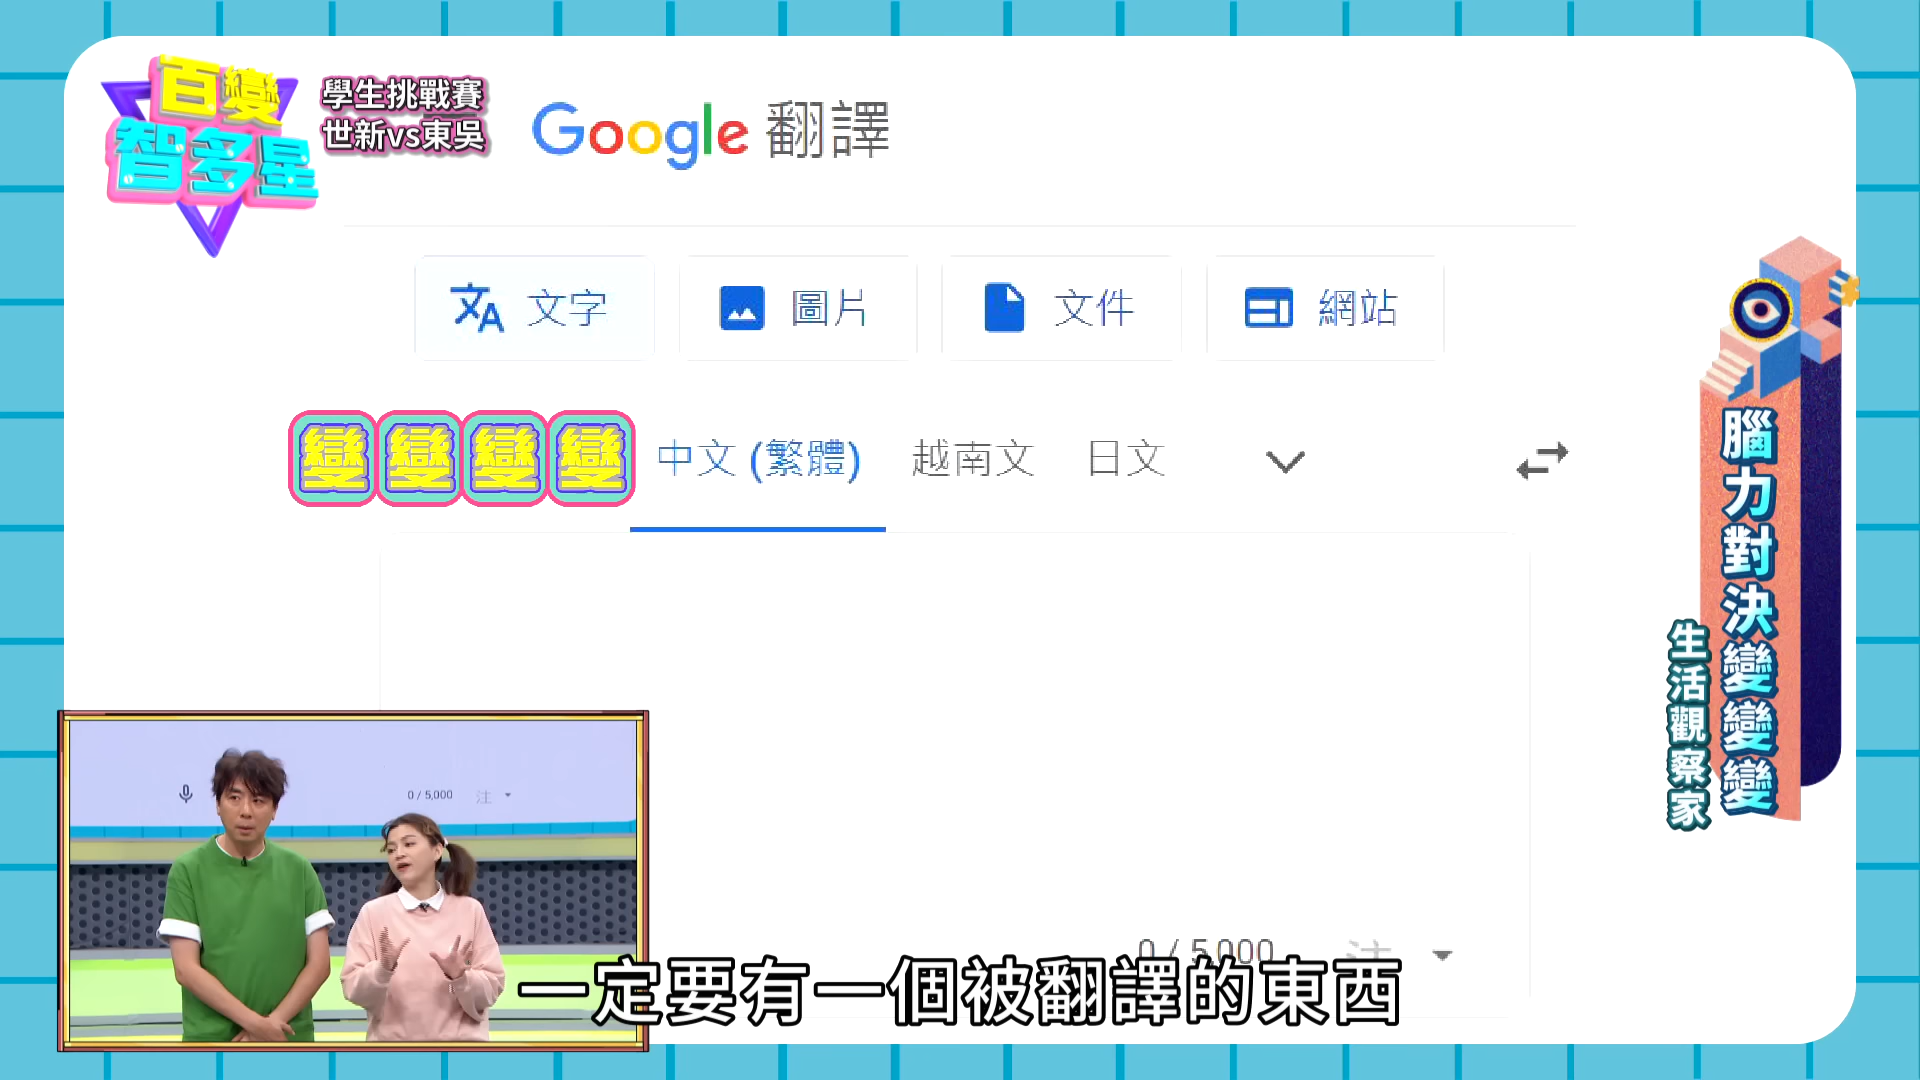 百變
智多星
學生挑戰賽
世新vs東吳
Google 翻譯
文字
圖片
文件
網站
變變變變
中文 (繁體)
越南文
日文
腦力對決變變變
生活觀察家
0 / 5,000
注
0 / 5,000
注
一定要有一個被翻譯的東西